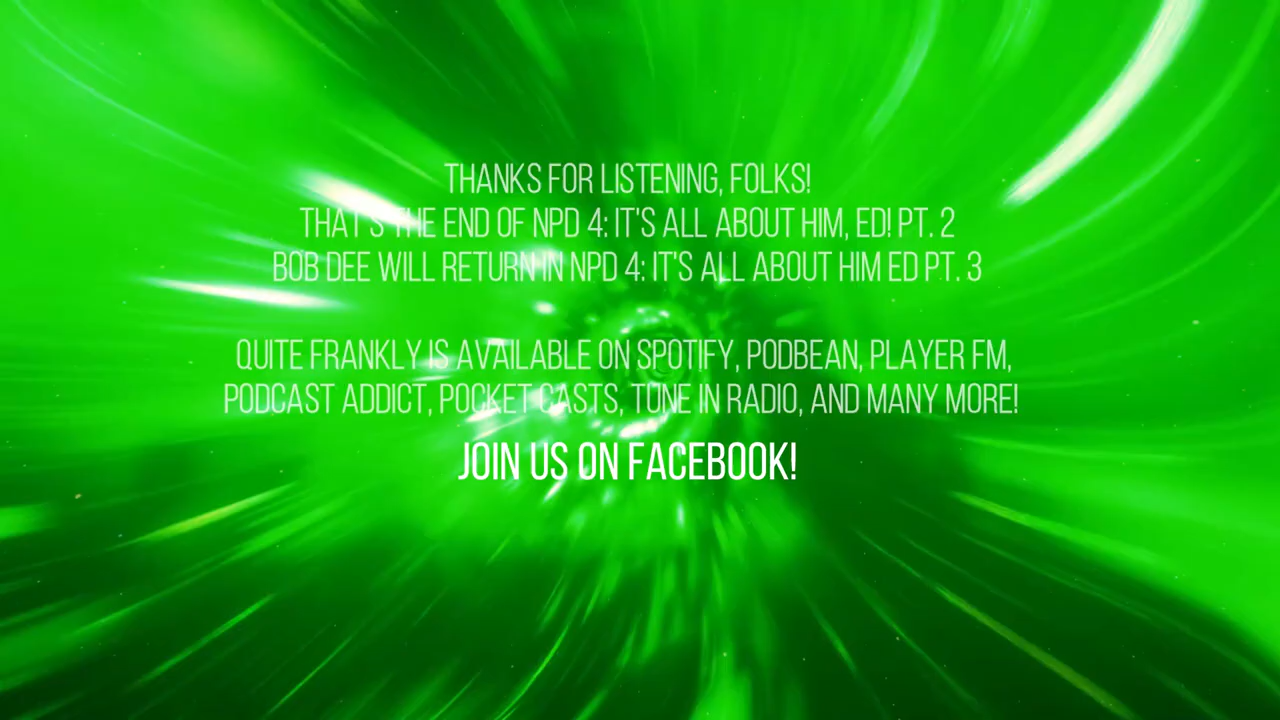 THANKS FOR LISTENING, FOLKS!
THAT'S THE END OF NPD 4: IT'S ALL ABOUT HIM, ED! PT. 2
BOB DEE WILL RETURN IN NPD 4: IT'S ALL ABOUT HIM ED PT. 3
QUITE FRANKLY IS AVAILABLE ON SPOTIFY, PODBEAN, PLAYER FM,
PODCAST ADDICT, POCKET CASTS, TUNE IN RADIO, AND MANY MORE!
JOIN US ON FACEBOOK!